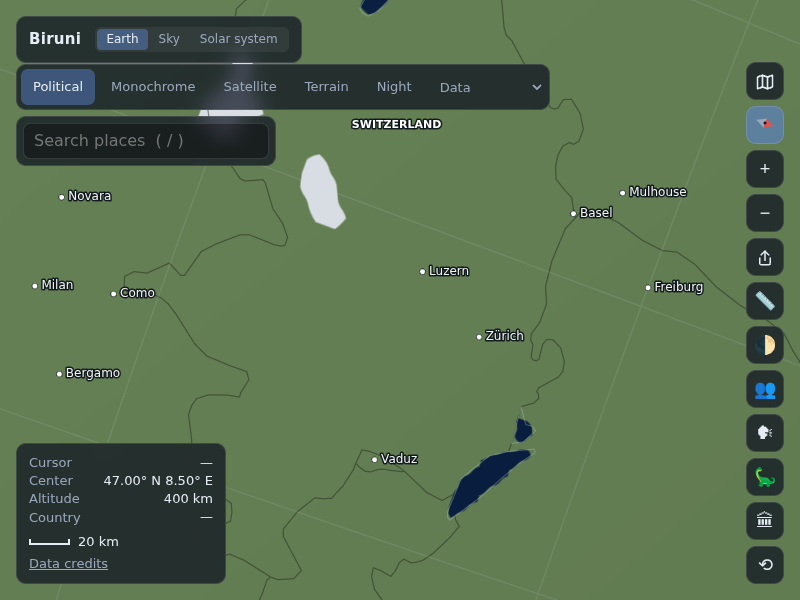 Biruni Earth Sky Solar system
Political Monochrome Satellite Terrain Night Data
Search places ( / )
SWITZERLAND
Novara
Mulhouse
Basel
Luzern
Milan
Como
Freiburg
Zürich
Bergamo
Vaduz
Cursor —
Center 47.00° N 8.50° E
Altitude 400 km
Country —
20 km
Data credits